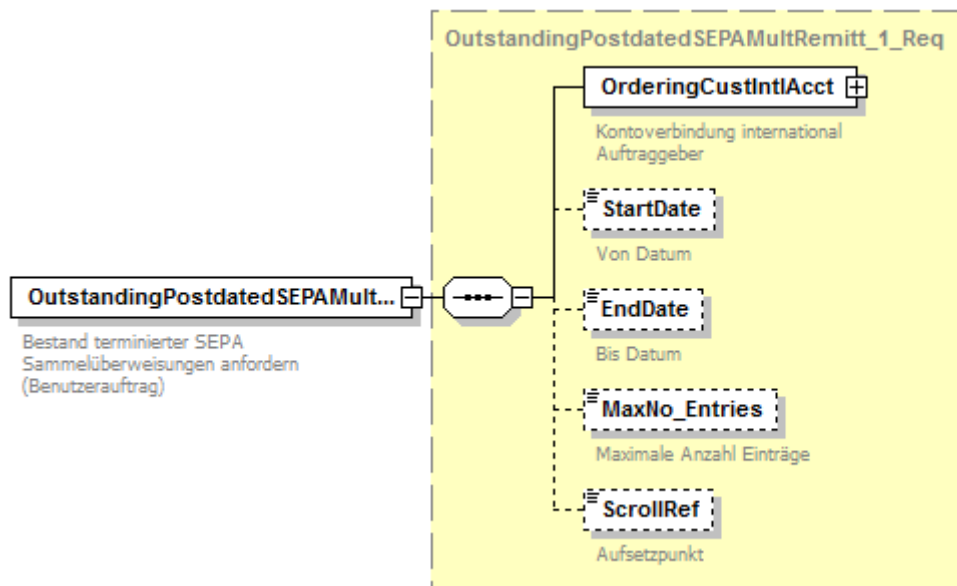 OutstandingPostdatedSEPAMultRemitt_1_Req
OrderingCustIntlAcct
Kontoverbindung international
Auftraggeber
StartDate
Von Datum
OutstandingPostdatedSEPAMult...
Bestand terminierter SEPA
Sammelüberweisungen anfordern
(Benutzerauftrag)
EndDate
Bis Datum
MaxNo_Entries
Maximale Anzahl Einträge
ScrollRef
Aufsetzpunkt